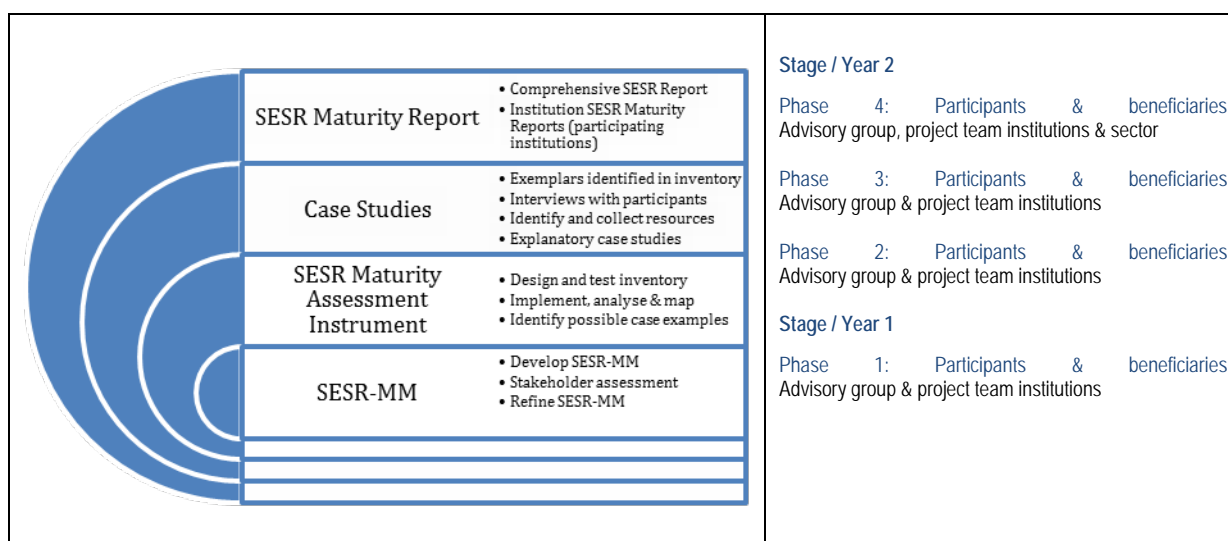 SESR Maturity Report
• Comprehensive SESR Report
• Institution SESR Maturity
Reports (participating
institutions)
Case Studies
• Exemplars identified in inventory
• Interviews with participants
• Identify and collect resources
• Explanatory case studies
SESR Maturity
Assessment
Instrument
• Design and test inventory
• Implement, analyse & map
• Identify possible case examples
SESR-MM
• Develop SESR-MM
• Stakeholder assessment
• Refine SESR-MM
Stage / Year 2
Phase 4: Participants & beneficiaries
Advisory group, project team institutions & sector
Phase 3: Participants & beneficiaries
Advisory group & project team institutions
Phase 2: Participants & beneficiaries
Advisory group & project team institutions
Stage / Year 1
Phase 1: Participants & beneficiaries
Advisory group & project team institutions